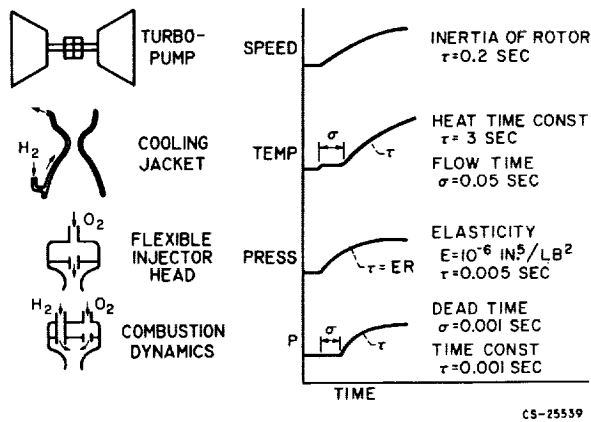 TURBO-
PUMP
SPEED
INERTIA OF ROTOR
τ=0.2 SEC
H2
COOLING
JACKET
TEMP
σ
τ
HEAT TIME CONST
τ= 3 SEC
FLOW TIME
σ=0.05 SEC
O2
FLEXIBLE
INJECTOR
HEAD
PRESS
τ=ER
ELASTICITY
E=10⁻⁶ IN.⁵/LB²
τ=0.005 SEC
H2 O2
COMBUSTION
DYNAMICS
P
σ
τ
DEAD TIME
σ=0.001 SEC
TIME CONST
τ=0.001 SEC
TIME
CS-25539